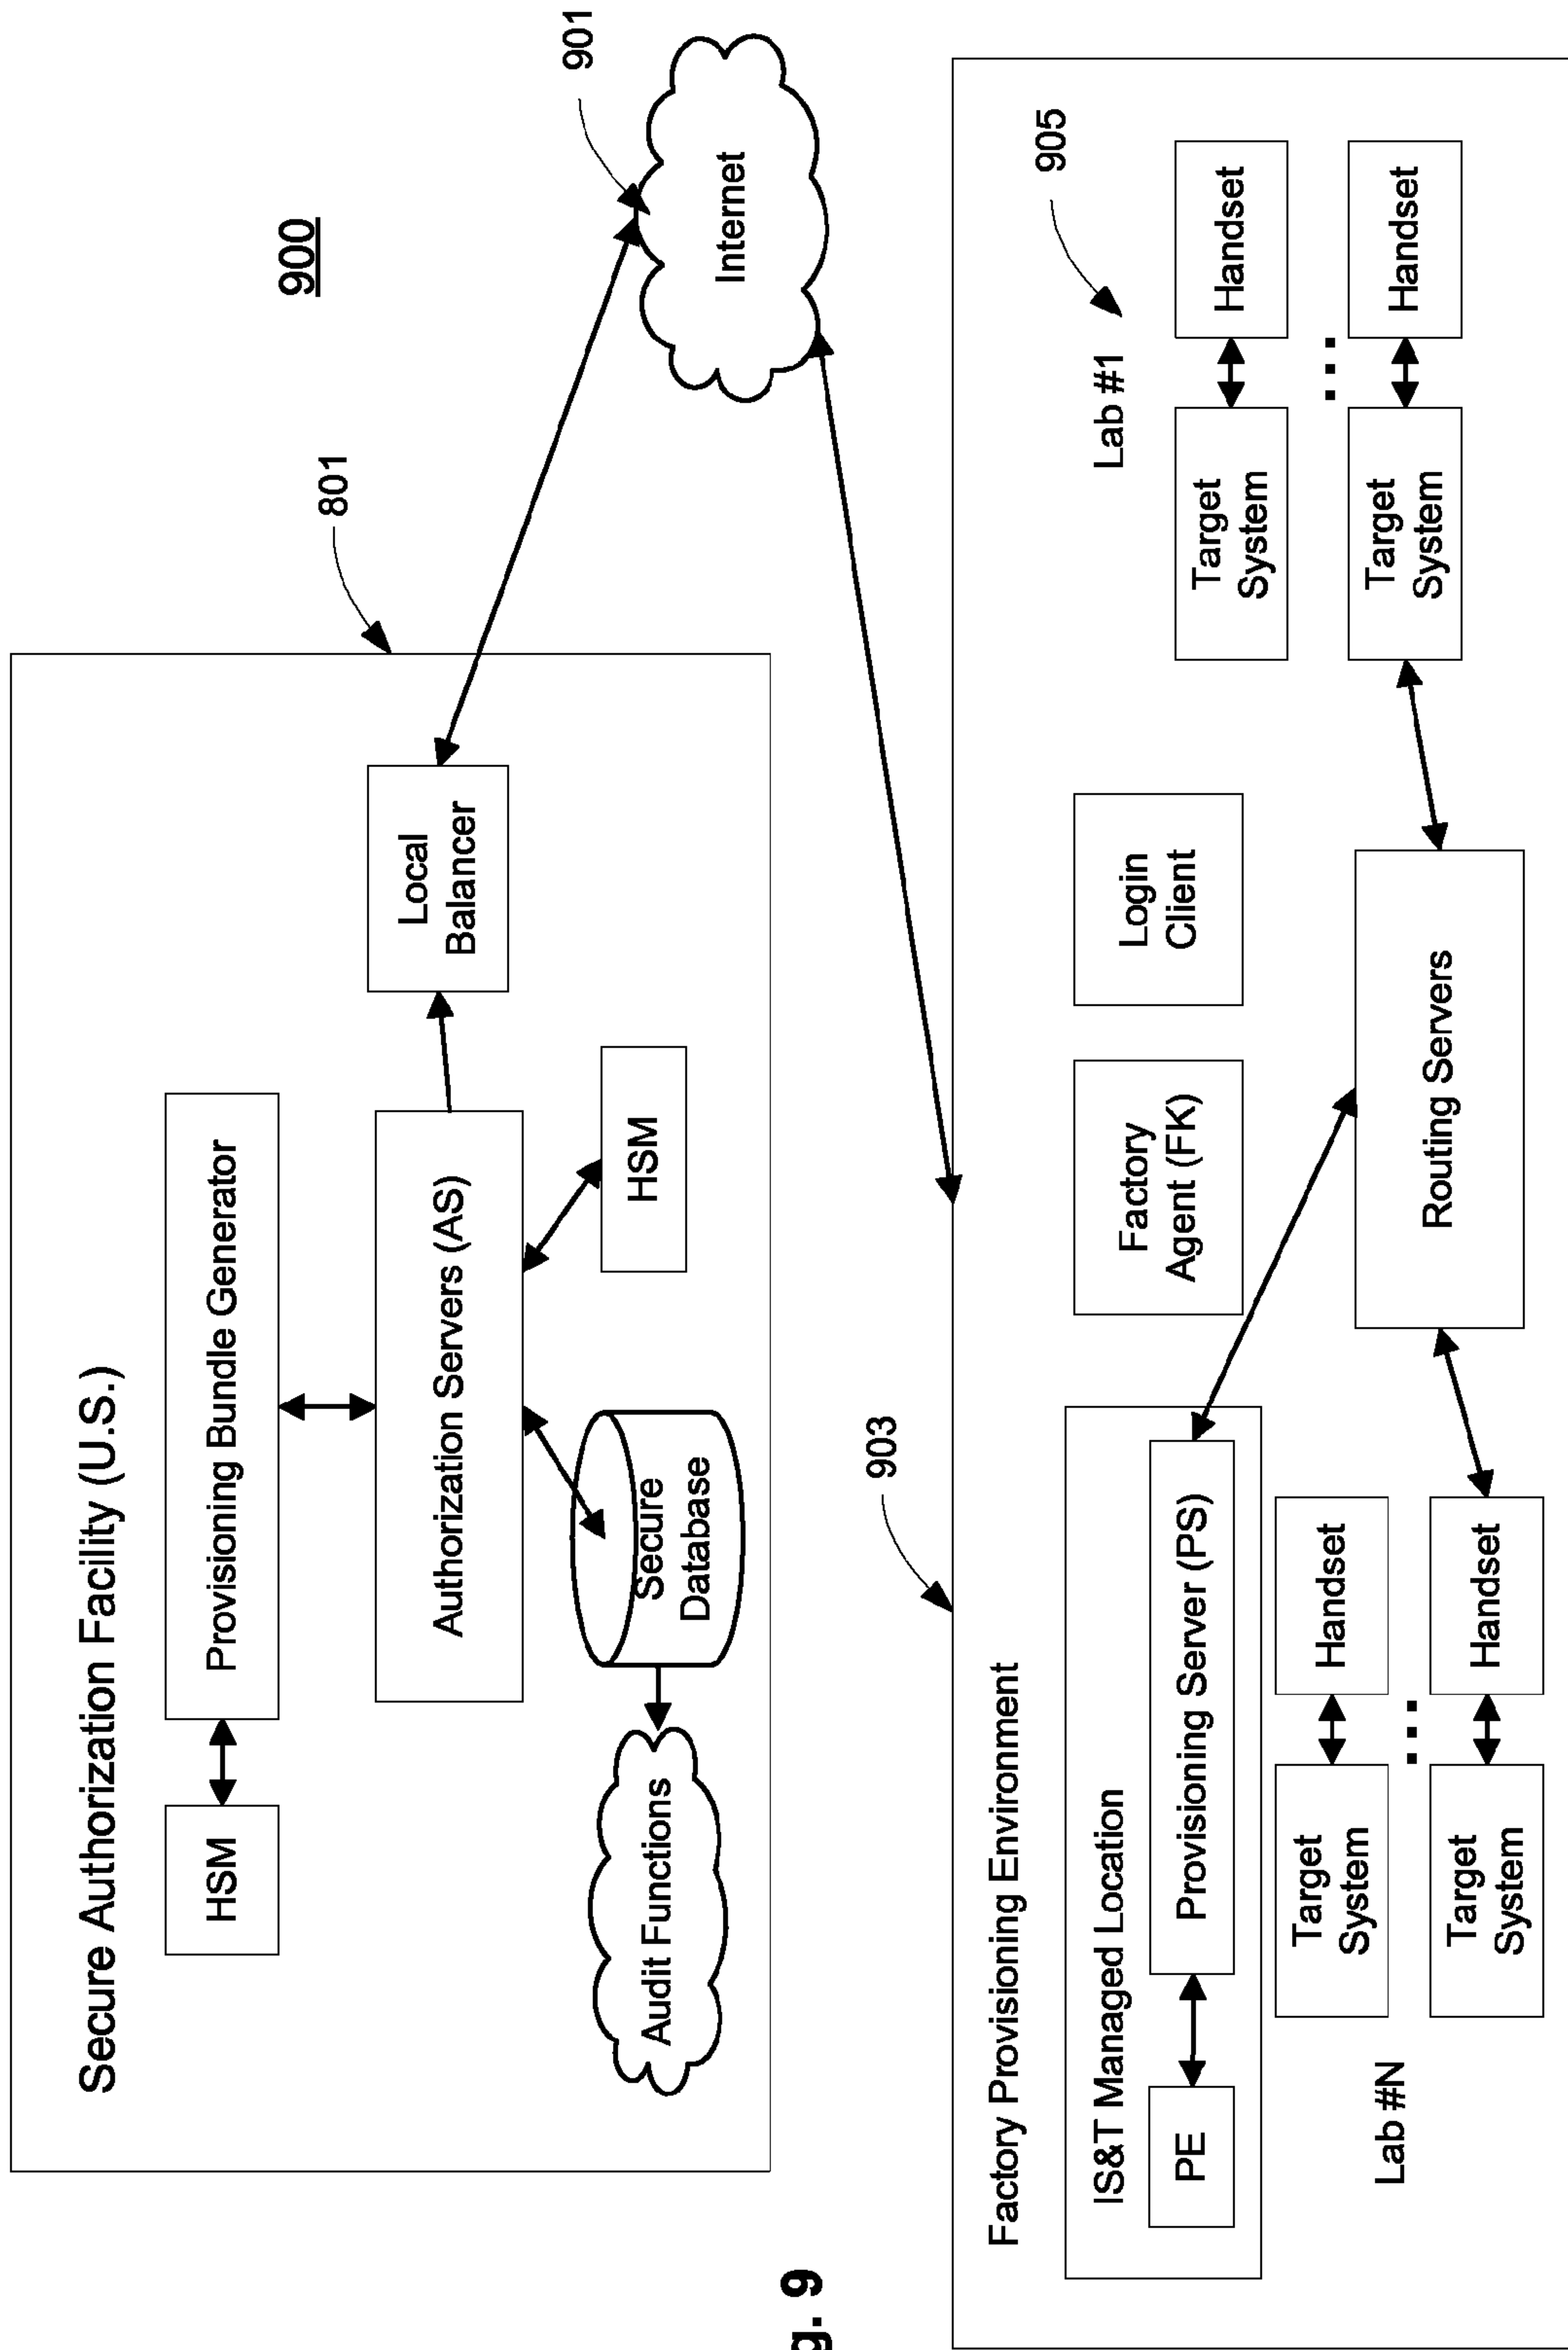 900
Secure Authorization Facility (U.S.)
801
HSM
Provisioning Bundle Generator
Authorization Servers (AS)
Local
Balancer
HSM
Secure
Database
Audit Functions
901
Internet
903
Factory Provisioning Environment
IS&T Managed Location
PE
Provisioning Server (PS)
Factory
Agent (FK)
Login
Client
Lab #1
905
Target
System
Handset
...
Target
System
Handset
Routing Servers
Target
System
Handset
...
Target
System
Handset
Lab #N
g. 9